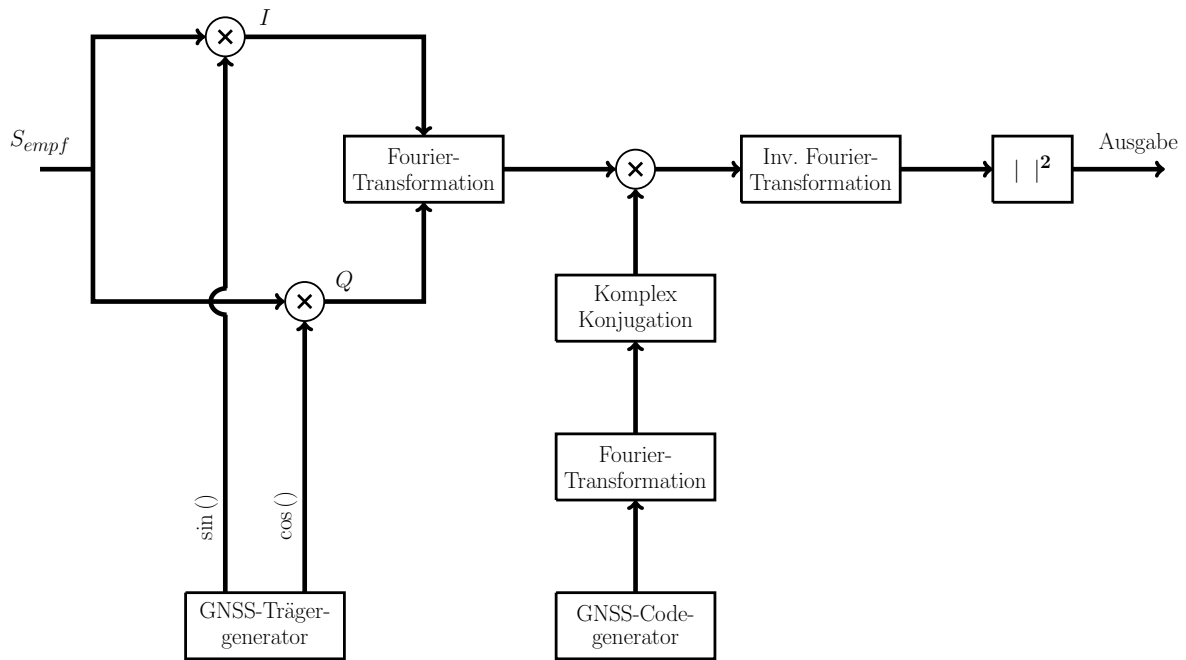 I
S_empf
Fourier-
Transformation
Inv. Fourier-
Transformation
| |²
Ausgabe
Q
Komplex
Konjugation
Fourier-
Transformation
sin ()
cos ()
GNSS-Träger-
generator
GNSS-Code-
generator